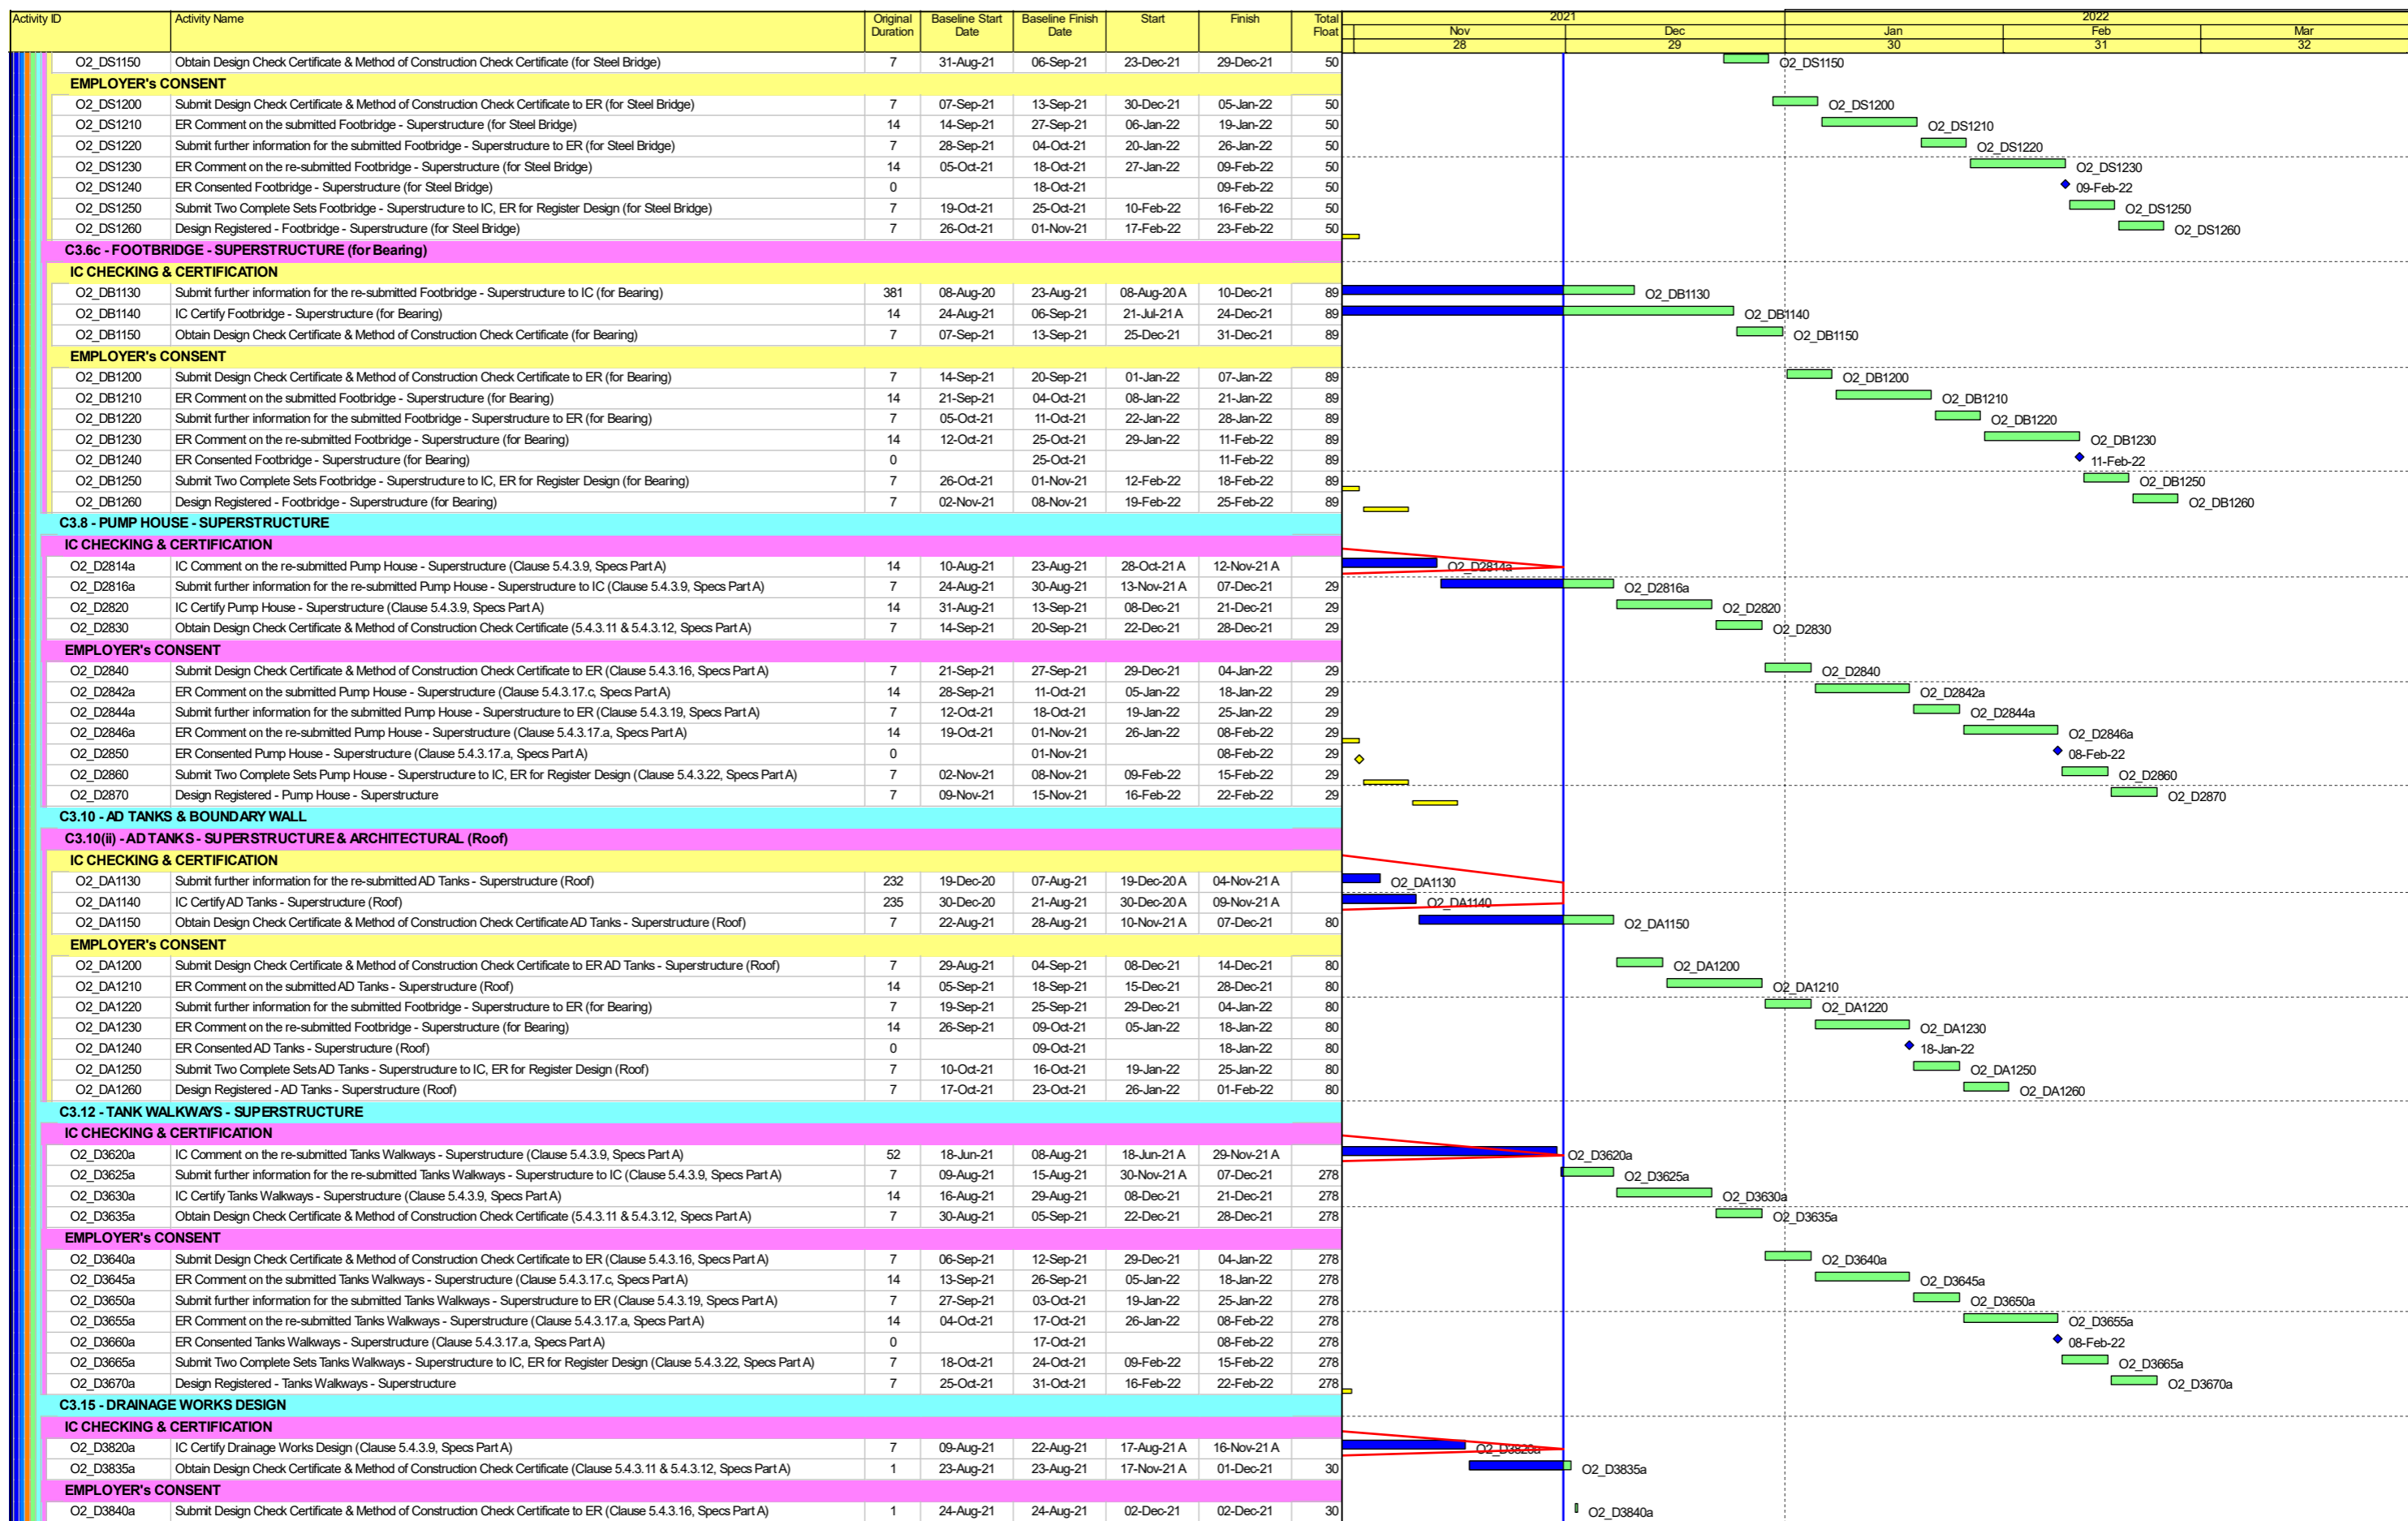 Activity ID Activity Name Original Duration Baseline Start Date Baseline Finish Date Start Finish Total Float 2021 2022
Nov Dec Jan Feb Mar
28 29 30 31 32
O2_DS1150 Obtain Design Check Certificate & Method of Construction Check Certificate (for Steel Bridge) 7 31-Aug-21 06-Sep-21 23-Dec-21 29-Dec-21 50 O2_DS1150
EMPLOYER's CONSENT
O2_DS1200 Submit Design Check Certificate & Method of Construction Check Certificate to ER (for Steel Bridge) 7 07-Sep-21 13-Sep-21 30-Dec-21 05-Jan-22 50 O2_DS1200
O2_DS1210 ER Comment on the submitted Footbridge - Superstructure (for Steel Bridge) 14 14-Sep-21 27-Sep-21 06-Jan-22 19-Jan-22 50 O2_DS1210
O2_DS1220 Submit further information for the submitted Footbridge - Superstructure to ER (for Steel Bridge) 7 28-Sep-21 04-Oct-21 20-Jan-22 26-Jan-22 50 O2_DS1220
O2_DS1230 ER Comment on the re-submitted Footbridge - Superstructure (for Steel Bridge) 14 05-Oct-21 18-Oct-21 27-Jan-22 09-Feb-22 50 O2_DS1230
O2_DS1240 ER Consented Footbridge - Superstructure (for Steel Bridge) 0 18-Oct-21 09-Feb-22 50 09-Feb-22
O2_DS1250 Submit Two Complete Sets Footbridge - Superstructure to IC, ER for Register Design (for Steel Bridge) 7 19-Oct-21 25-Oct-21 10-Feb-22 16-Feb-22 50 O2_DS1250
O2_DS1260 Design Registered - Footbridge - Superstructure (for Steel Bridge) 7 26-Oct-21 01-Nov-21 17-Feb-22 23-Feb-22 50 O2_DS1260
C3.6c - FOOTBRIDGE - SUPERSTRUCTURE (for Bearing)
IC CHECKING & CERTIFICATION
O2_DB1130 Submit further information for the re-submitted Footbridge - Superstructure to IC (for Bearing) 381 08-Aug-20 23-Aug-21 08-Aug-20 A 10-Dec-21 89 O2_DB1130
O2_DB1140 IC Certify Footbridge - Superstructure (for Bearing) 14 24-Aug-21 06-Sep-21 21-Jul-21 A 24-Dec-21 89 O2_DB1140
O2_DB1150 Obtain Design Check Certificate & Method of Construction Check Certificate (for Bearing) 7 07-Sep-21 13-Sep-21 25-Dec-21 31-Dec-21 89 O2_DB1150
EMPLOYER's CONSENT
O2_DB1200 Submit Design Check Certificate & Method of Construction Check Certificate to ER (for Bearing) 7 14-Sep-21 20-Sep-21 01-Jan-22 07-Jan-22 89 O2_DB1200
O2_DB1210 ER Comment on the submitted Footbridge - Superstructure (for Bearing) 14 21-Sep-21 04-Oct-21 08-Jan-22 21-Jan-22 89 O2_DB1210
O2_DB1220 Submit further information for the submitted Footbridge - Superstructure to ER (for Bearing) 7 05-Oct-21 11-Oct-21 22-Jan-22 28-Jan-22 89 O2_DB1220
O2_DB1230 ER Comment on the re-submitted Footbridge - Superstructure (for Bearing) 14 12-Oct-21 25-Oct-21 29-Jan-22 11-Feb-22 89 O2_DB1230
O2_DB1240 ER Consented Footbridge - Superstructure (for Bearing) 0 25-Oct-21 11-Feb-22 89 11-Feb-22
O2_DB1250 Submit Two Complete Sets Footbridge - Superstructure to IC, ER for Register Design (for Bearing) 7 26-Oct-21 01-Nov-21 12-Feb-22 18-Feb-22 89 O2_DB1250
O2_DB1260 Design Registered - Footbridge - Superstructure (for Bearing) 7 02-Nov-21 08-Nov-21 19-Feb-22 25-Feb-22 89 O2_DB1260
C3.8 - PUMP HOUSE - SUPERSTRUCTURE
IC CHECKING & CERTIFICATION
O2_D2814a IC Comment on the re-submitted Pump House - Superstructure (Clause 5.4.3.9, Specs Part A) 14 10-Aug-21 23-Aug-21 28-Oct-21 A 12-Nov-21 A O2_D2814a
O2_D2816a Submit further information for the re-submitted Pump House - Superstructure to IC (Clause 5.4.3.9, Specs Part A) 7 24-Aug-21 30-Aug-21 13-Nov-21 A 07-Dec-21 29 O2_D2816a
O2_D2820 IC Certify Pump House - Superstructure (Clause 5.4.3.9, Specs Part A) 14 31-Aug-21 13-Sep-21 08-Dec-21 21-Dec-21 29 O2_D2820
O2_D2830 Obtain Design Check Certificate & Method of Construction Check Certificate (5.4.3.11 & 5.4.3.12, Specs Part A) 7 14-Sep-21 20-Sep-21 22-Dec-21 28-Dec-21 29 O2_D2830
EMPLOYER's CONSENT
O2_D2840 Submit Design Check Certificate & Method of Construction Check Certificate to ER (Clause 5.4.3.16, Specs Part A) 7 21-Sep-21 27-Sep-21 29-Dec-21 04-Jan-22 29 O2_D2840
O2_D2842a ER Comment on the submitted Pump House - Superstructure (Clause 5.4.3.17.c, Specs Part A) 14 28-Sep-21 11-Oct-21 05-Jan-22 18-Jan-22 29 O2_D2842a
O2_D2844a Submit further information for the submitted Pump House - Superstructure to ER (Clause 5.4.3.19, Specs Part A) 7 12-Oct-21 18-Oct-21 19-Jan-22 25-Jan-22 29 O2_D2844a
O2_D2846a ER Comment on the re-submitted Pump House - Superstructure (Clause 5.4.3.17.a, Specs Part A) 14 19-Oct-21 01-Nov-21 26-Jan-22 08-Feb-22 29 O2_D2846a
O2_D2850 ER Consented Pump House - Superstructure (Clause 5.4.3.17.a, Specs Part A) 0 01-Nov-21 08-Feb-22 29 08-Feb-22
O2_D2860 Submit Two Complete Sets Pump House - Superstructure to IC, ER for Register Design (Clause 5.4.3.22, Specs Part A) 7 02-Nov-21 08-Nov-21 09-Feb-22 15-Feb-22 29 O2_D2860
O2_D2870 Design Registered - Pump House - Superstructure 7 09-Nov-21 15-Nov-21 16-Feb-22 22-Feb-22 29 O2_D2870
C3.10 - AD TANKS & BOUNDARY WALL
C3.10(ii) - AD TANKS - SUPERSTRUCTURE & ARCHITECTURAL (Roof)
IC CHECKING & CERTIFICATION
O2_DA1130 Submit further information for the re-submitted AD Tanks - Superstructure (Roof) 232 19-Dec-20 07-Aug-21 19-Dec-20 A 04-Nov-21 A O2_DA1130
O2_DA1140 IC Certify AD Tanks - Superstructure (Roof) 235 30-Dec-20 21-Aug-21 30-Dec-20 A 09-Nov-21 A O2_DA1140
O2_DA1150 Obtain Design Check Certificate & Method of Construction Check Certificate AD Tanks - Superstructure (Roof) 7 22-Aug-21 28-Aug-21 10-Nov-21 A 07-Dec-21 80 O2_DA1150
EMPLOYER's CONSENT
O2_DA1200 Submit Design Check Certificate & Method of Construction Check Certificate to ER AD Tanks - Superstructure (Roof) 7 29-Aug-21 04-Sep-21 08-Dec-21 14-Dec-21 80 O2_DA1200
O2_DA1210 ER Comment on the submitted AD Tanks - Superstructure (Roof) 14 05-Sep-21 18-Sep-21 15-Dec-21 28-Dec-21 80 O2_DA1210
O2_DA1220 Submit further information for the submitted Footbridge - Superstructure to ER (for Bearing) 7 19-Sep-21 25-Sep-21 29-Dec-21 04-Jan-22 80 O2_DA1220
O2_DA1230 ER Comment on the re-submitted Footbridge - Superstructure (for Bearing) 14 26-Sep-21 09-Oct-21 05-Jan-22 18-Jan-22 80 O2_DA1230
O2_DA1240 ER Consented AD Tanks - Superstructure (Roof) 0 09-Oct-21 18-Jan-22 80 18-Jan-22
O2_DA1250 Submit Two Complete Sets AD Tanks - Superstructure to IC, ER for Register Design (Roof) 7 10-Oct-21 16-Oct-21 19-Jan-22 25-Jan-22 80 O2_DA1250
O2_DA1260 Design Registered - AD Tanks - Superstructure (Roof) 7 17-Oct-21 23-Oct-21 26-Jan-22 01-Feb-22 80 O2_DA1260
C3.12 - TANK WALKWAYS - SUPERSTRUCTURE
IC CHECKING & CERTIFICATION
O2_D3620a IC Comment on the re-submitted Tanks Walkways - Superstructure (Clause 5.4.3.9, Specs Part A) 52 18-Jun-21 08-Aug-21 18-Jun-21 A 29-Nov-21 A O2_D3620a
O2_D3625a Submit further information for the re-submitted Tanks Walkways - Superstructure to IC (Clause 5.4.3.9, Specs Part A) 7 09-Aug-21 15-Aug-21 30-Nov-21 A 07-Dec-21 278 O2_D3625a
O2_D3630a IC Certify Tanks Walkways - Superstructure (Clause 5.4.3.9, Specs Part A) 14 16-Aug-21 29-Aug-21 08-Dec-21 21-Dec-21 278 O2_D3630a
O2_D3635a Obtain Design Check Certificate & Method of Construction Check Certificate (5.4.3.11 & 5.4.3.12, Specs Part A) 7 30-Aug-21 05-Sep-21 22-Dec-21 28-Dec-21 278 O2_D3635a
EMPLOYER's CONSENT
O2_D3640a Submit Design Check Certificate & Method of Construction Check Certificate to ER (Clause 5.4.3.16, Specs Part A) 7 06-Sep-21 12-Sep-21 29-Dec-21 04-Jan-22 278 O2_D3640a
O2_D3645a ER Comment on the submitted Tanks Walkways - Superstructure (Clause 5.4.3.17.c, Specs Part A) 14 13-Sep-21 26-Sep-21 05-Jan-22 18-Jan-22 278 O2_D3645a
O2_D3650a Submit further information for the submitted Tanks Walkways - Superstructure to ER (Clause 5.4.3.19, Specs Part A) 7 27-Sep-21 03-Oct-21 19-Jan-22 25-Jan-22 278 O2_D3650a
O2_D3655a ER Comment on the re-submitted Tanks Walkways - Superstructure (Clause 5.4.3.17.a, Specs Part A) 14 04-Oct-21 17-Oct-21 26-Jan-22 08-Feb-22 278 O2_D3655a
O2_D3660a ER Consented Tanks Walkways - Superstructure (Clause 5.4.3.17.a, Specs Part A) 0 17-Oct-21 08-Feb-22 278 08-Feb-22
O2_D3665a Submit Two Complete Sets Tanks Walkways - Superstructure to IC, ER for Register Design (Clause 5.4.3.22, Specs Part A) 7 18-Oct-21 24-Oct-21 09-Feb-22 15-Feb-22 278 O2_D3665a
O2_D3670a Design Registered - Tanks Walkways - Superstructure 7 25-Oct-21 31-Oct-21 16-Feb-22 22-Feb-22 278 O2_D3670a
C3.15 - DRAINAGE WORKS DESIGN
IC CHECKING & CERTIFICATION
O2_D3820a IC Certify Drainage Works Design (Clause 5.4.3.9, Specs Part A) 7 09-Aug-21 22-Aug-21 17-Aug-21 A 16-Nov-21 A O2_D3820a
O2_D3835a Obtain Design Check Certificate & Method of Construction Check Certificate (Clause 5.4.3.11 & 5.4.3.12, Specs Part A) 1 23-Aug-21 23-Aug-21 17-Nov-21 A 01-Dec-21 30 O2_D3835a
EMPLOYER's CONSENT
O2_D3840a Submit Design Check Certificate & Method of Construction Check Certificate to ER (Clause 5.4.3.16, Specs Part A) 1 24-Aug-21 24-Aug-21 02-Dec-21 02-Dec-21 30 O2_D3840a